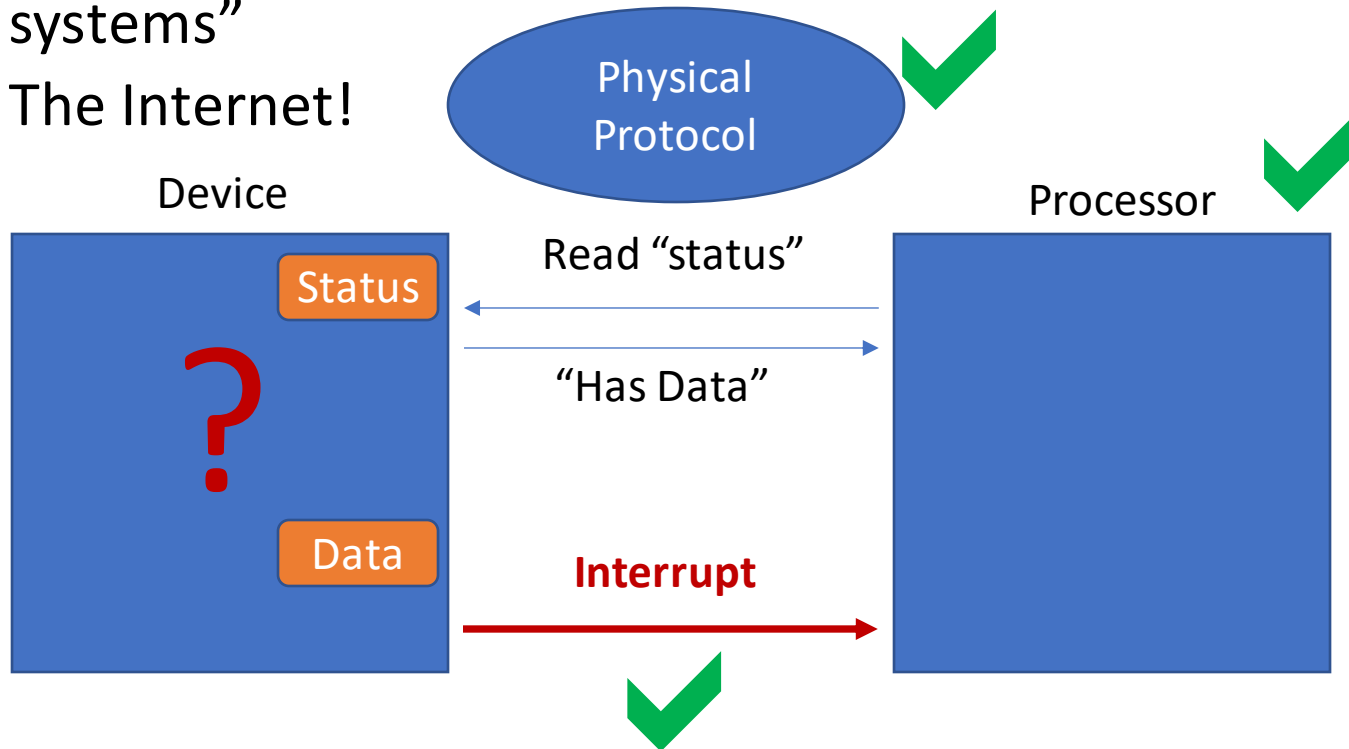 systems”
The Internet!
Physical
Protocol
Device
Processor
Read “status”
Status
?
“Has Data”
Data
Interrupt